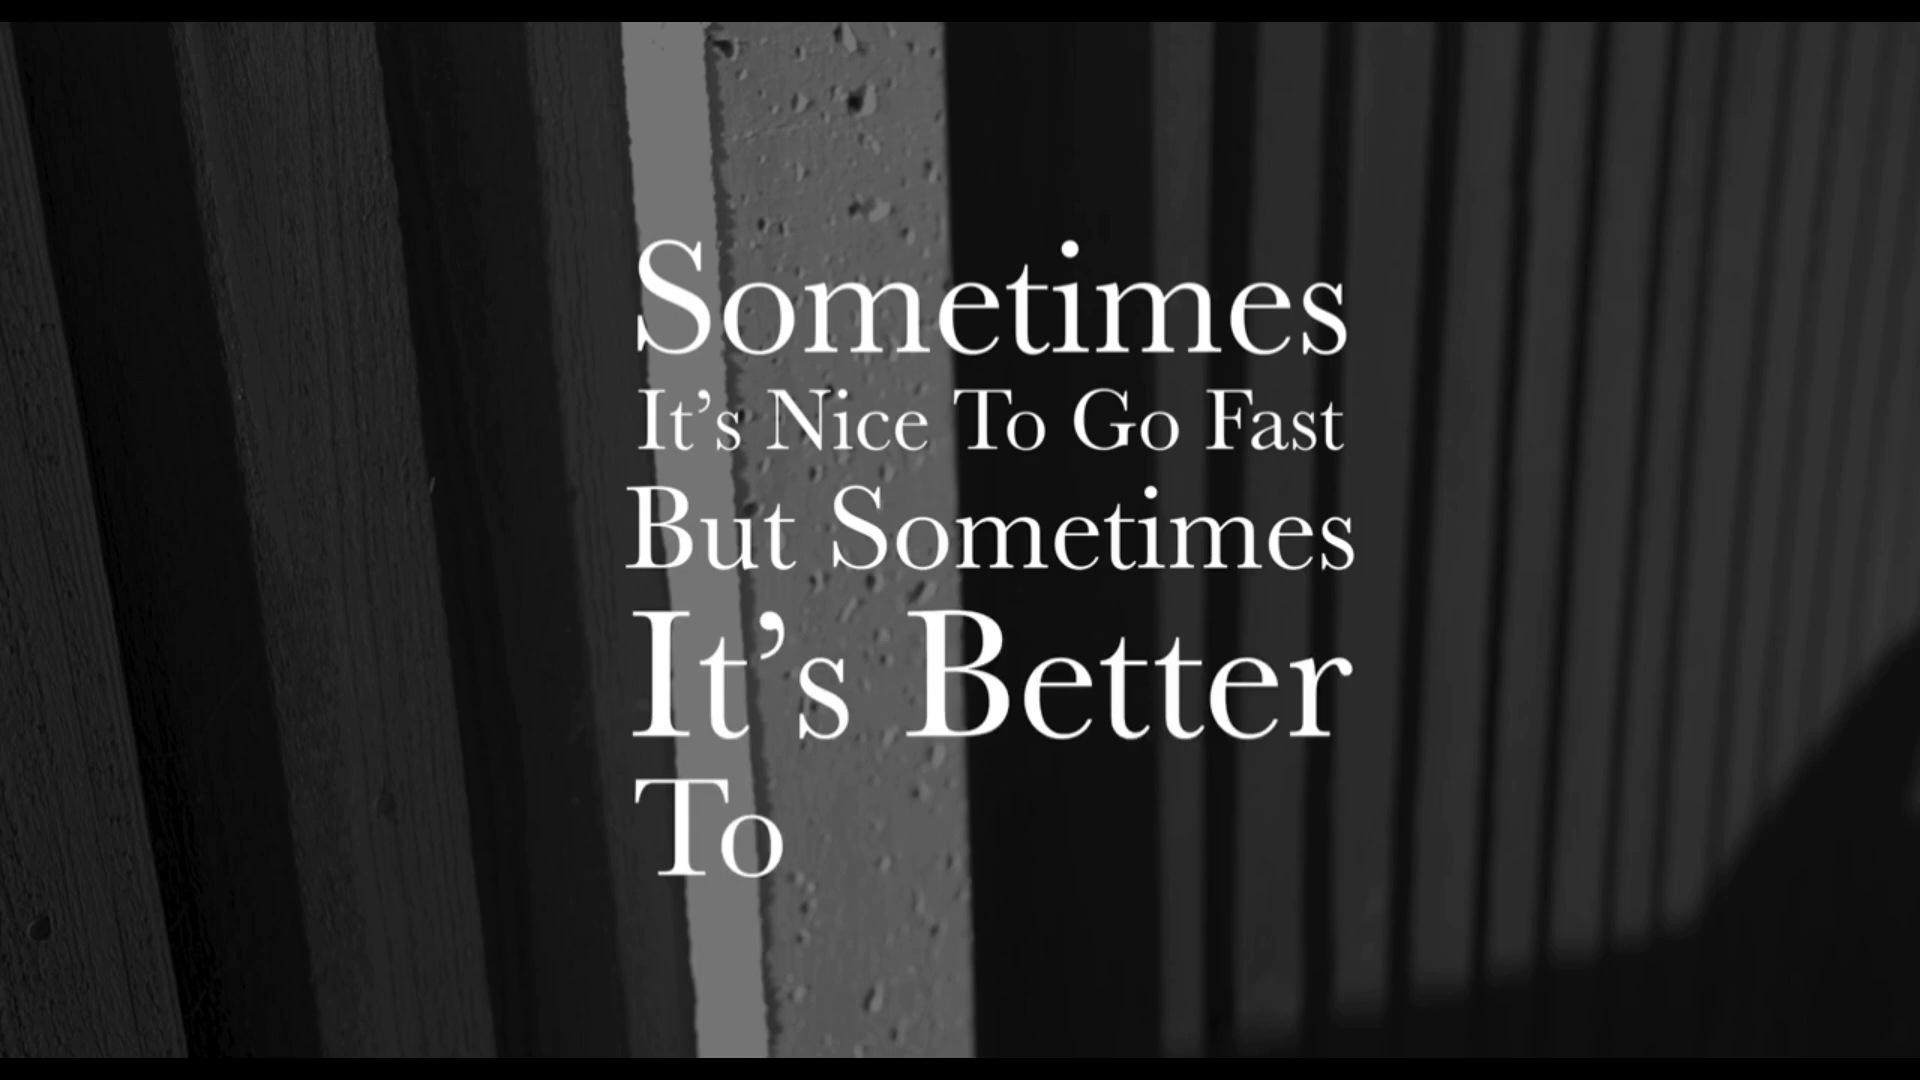 Sometimes
It’s Nice To Go Fast
But Sometimes
It’s Better
To